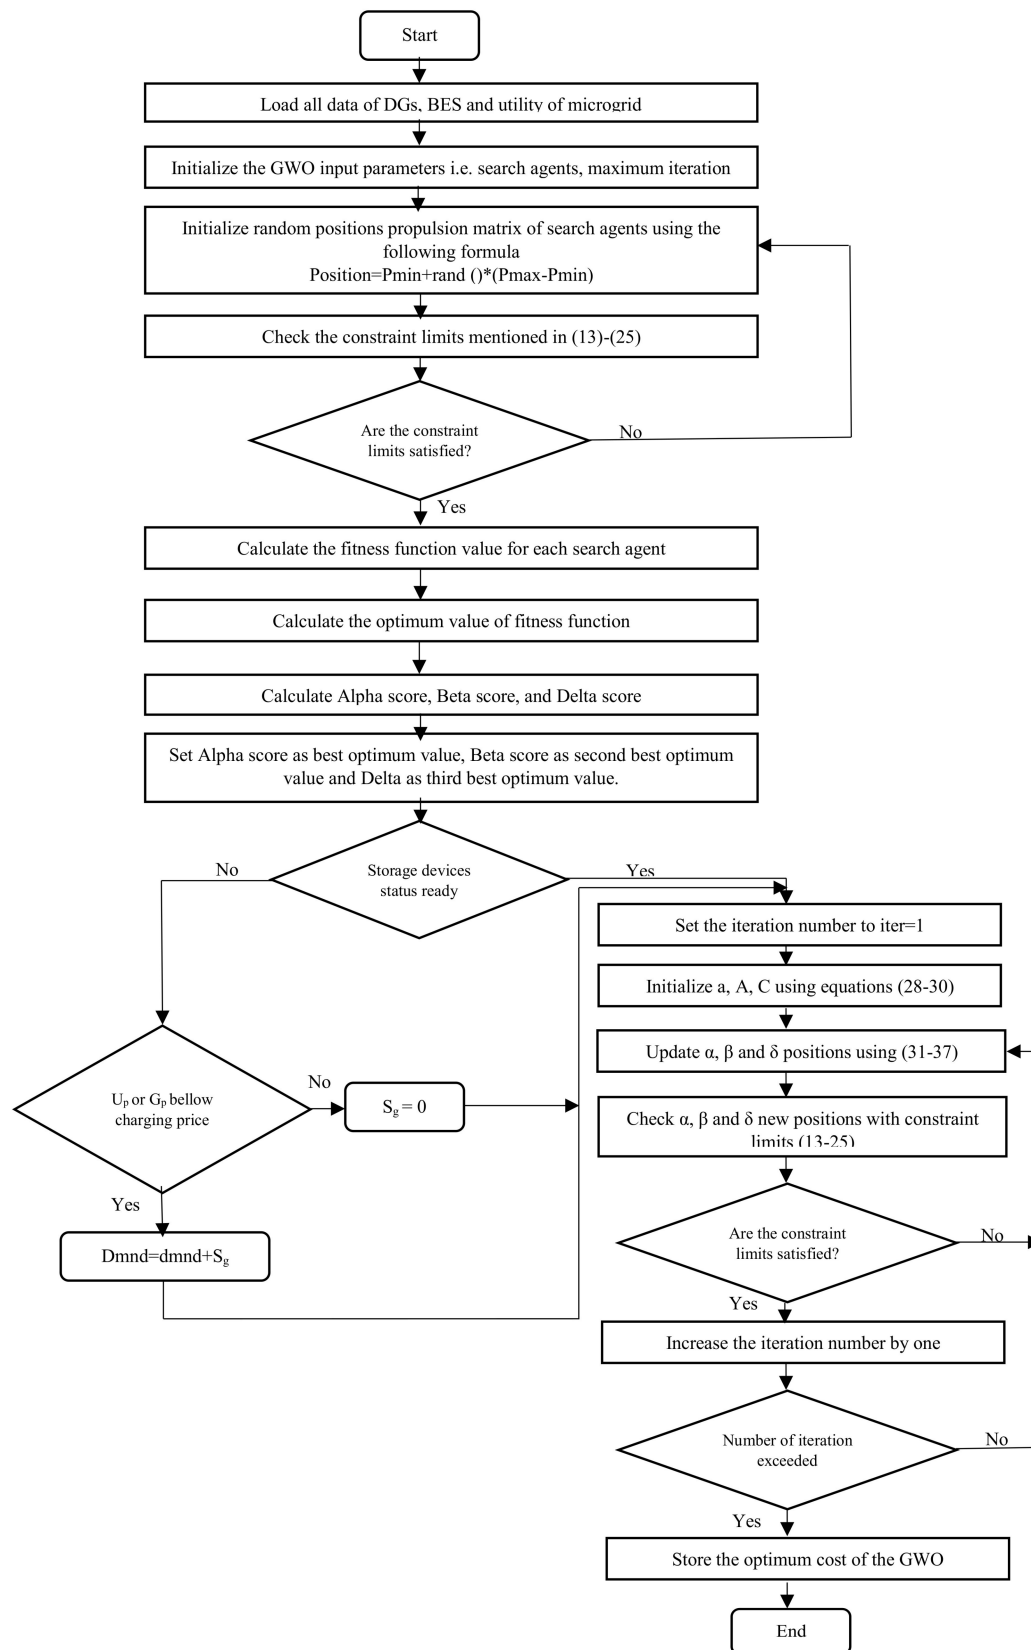 Start
Load all data of DGs, BES and utility of microgrid
Initialize the GWO input parameters i.e. search agents, maximum iteration
Initialize random positions propulsion matrix of search agents using the
following formula
Position=Pmin+rand ()*(Pmax-Pmin)
Check the constraint limits mentioned in (13)-(25)
Are the constraint
limits satisfied?
No
Yes
Calculate the fitness function value for each search agent
Calculate the optimum value of fitness function
Calculate Alpha score, Beta score, and Delta score
Set Alpha score as best optimum value, Beta score as second best optimum
value and Delta as third best optimum value.
Storage devices
status ready
No
Yes
U_p or G_p bellow
charging price
No
S_g = 0
Yes
Dmnd=dmnd+S_g
Set the iteration number to iter=1
Initialize a, A, C using equations (28-30)
Update α, β and δ positions using (31-37)
Check α, β and δ new positions with constraint
limits (13-25)
Are the constraint
limits satisfied?
No
Yes
Increase the iteration number by one
Number of iteration
exceeded
No
Yes
Store the optimum cost of the GWO
End